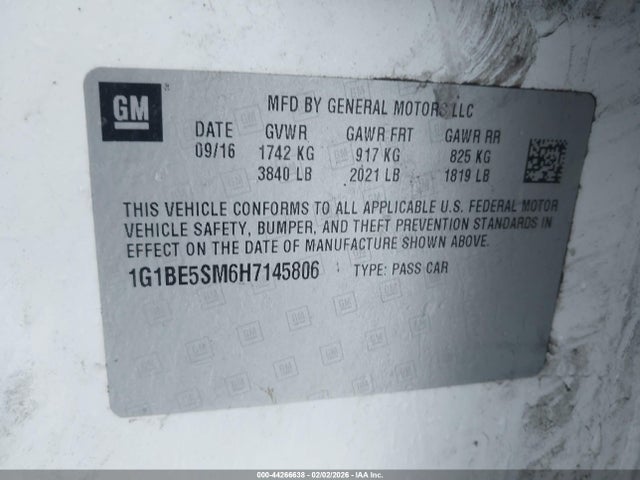 GM
MFD BY GENERAL MOTORS LLC
DATE GVWR GAWR FRT GAWR RR
09/16 1742 KG 917 KG 825 KG
3840 LB 2021 LB 1819 LB
THIS VEHICLE CONFORMS TO ALL APPLICABLE U.S. FEDERAL MOTOR
VEHICLE SAFETY, BUMPER, AND THEFT PREVENTION STANDARDS IN
EFFECT ON THE DATE OF MANUFACTURE SHOWN ABOVE.
1G1BE5SM6H7145806 TYPE: PASS CAR
000-44266638 - 02/02/2026 - IAA Inc.